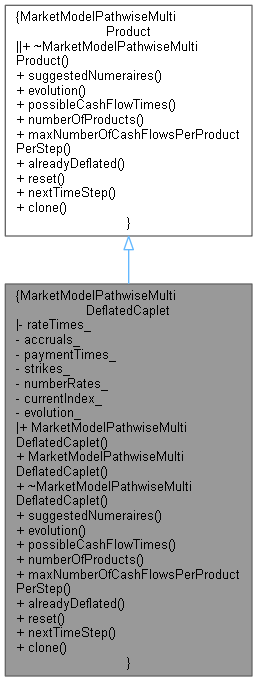 {MarketModelPathwiseMulti
Product
||+ ~MarketModelPathwiseMulti
Product()
+ suggestedNumeraires()
+ evolution()
+ possibleCashFlowTimes()
+ numberOfProducts()
+ maxNumberOfCashFlowsPerProduct
PerStep()
+ alreadyDeflated()
+ reset()
+ nextTimeStep()
+ clone()
}
{MarketModelPathwiseMulti
DeflatedCaplet
|- rateTimes_
- accruals_
- paymentTimes_
- strikes_
- numberRates_
- currentIndex_
- evolution_
|+ MarketModelPathwiseMulti
DeflatedCaplet()
+ MarketModelPathwiseMulti
DeflatedCaplet()
+ ~MarketModelPathwiseMulti
DeflatedCaplet()
+ suggestedNumeraires()
+ evolution()
+ possibleCashFlowTimes()
+ numberOfProducts()
+ maxNumberOfCashFlowsPerProduct
PerStep()
+ alreadyDeflated()
+ reset()
+ nextTimeStep()
+ clone()
}